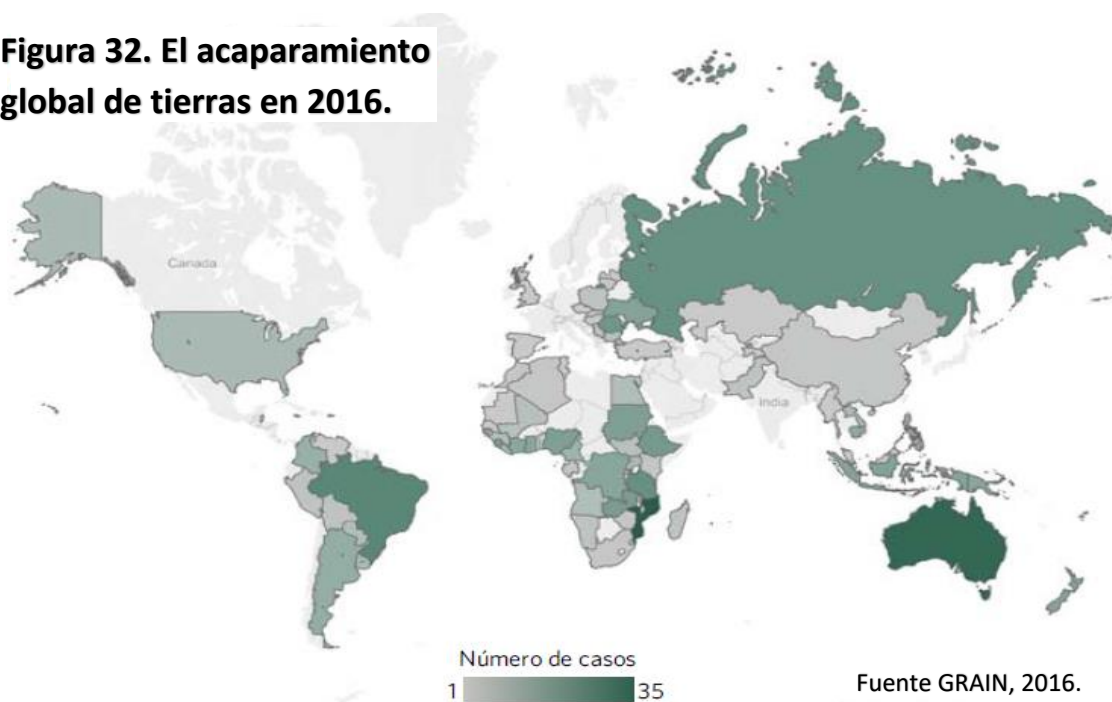 Figura 32. El acaparamiento
global de tierras en 2016.
Canada
India
Número de casos
1 35
Fuente GRAIN, 2016.